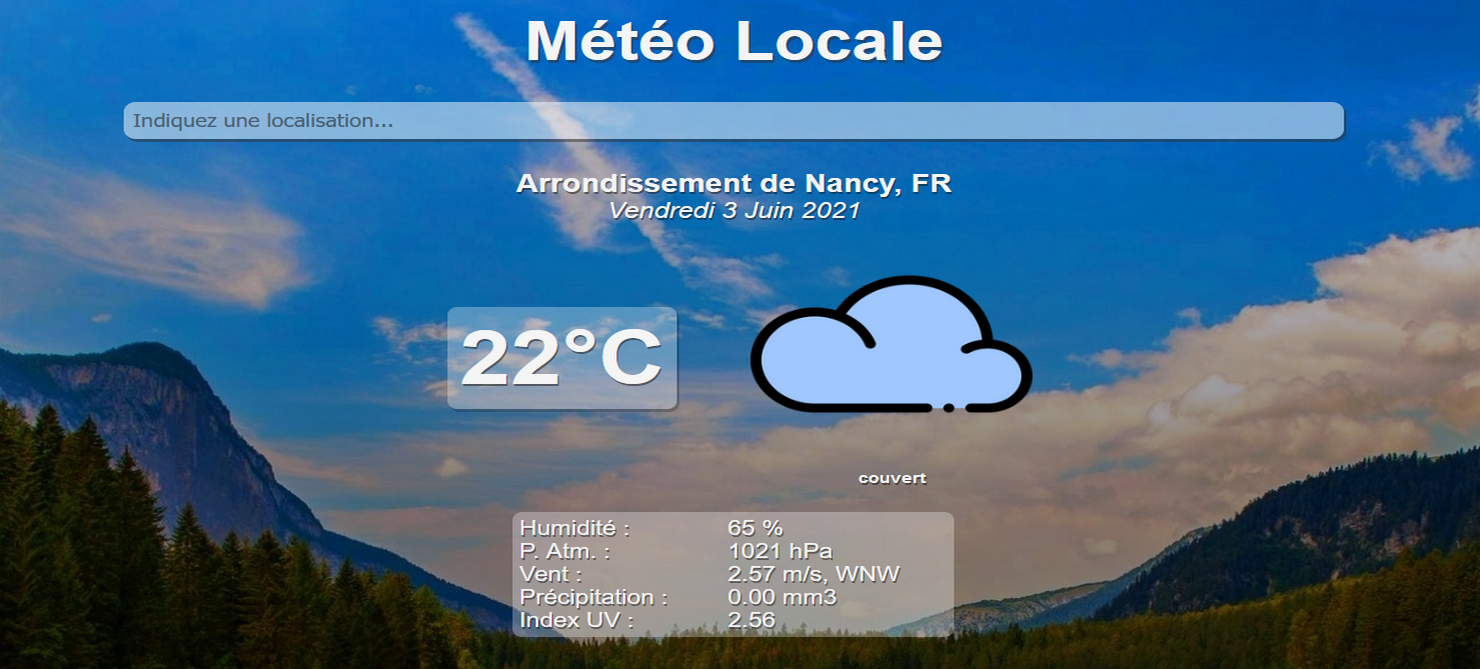 Météo Locale
Indiquez une localisation...
Arrondissement de Nancy, FR
Vendredi 3 Juin 2021
22°C
couvert
Humidité : 65 %
P. Atm. : 1021 hPa
Vent : 2.57 m/s, WNW
Précipitation : 0.00 mm3
Index UV : 2.56